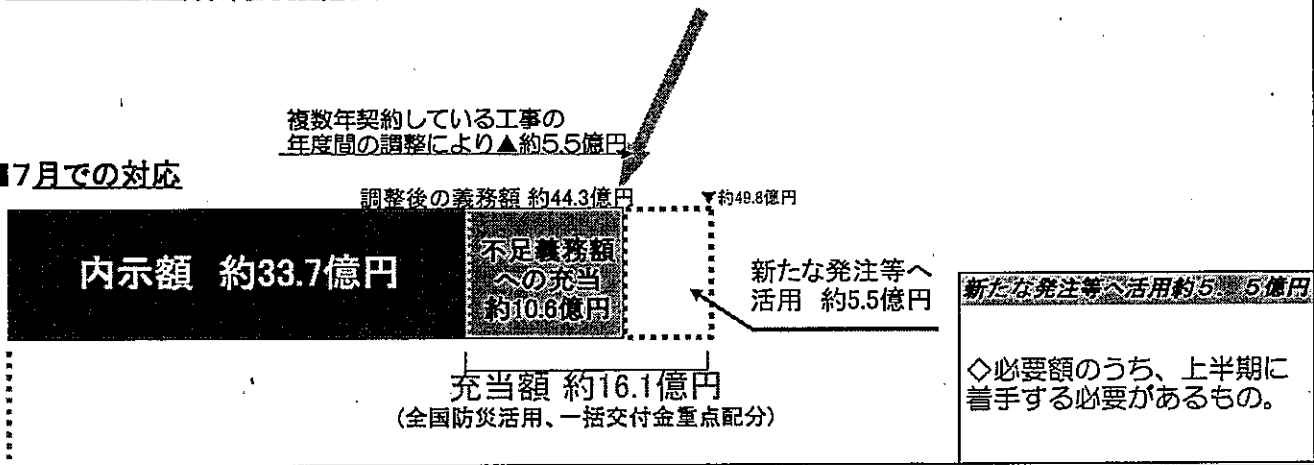 複数年契約している工事の
年度間の調整により▲約5.5億円
■7月での対応
調整後の義務額 約44.3億円
▼約49.8億円
内示額 約33.7億円
不足義務額
への充当
約10.6億円
新たな発注等へ
活用 約5.5億円
充当額 約16.1億円
(全国防災活用、一括交付金重点配分)
新たな発注等へ活用約5．5億円
◇必要額のうち、上半期に
着手する必要があるもの。